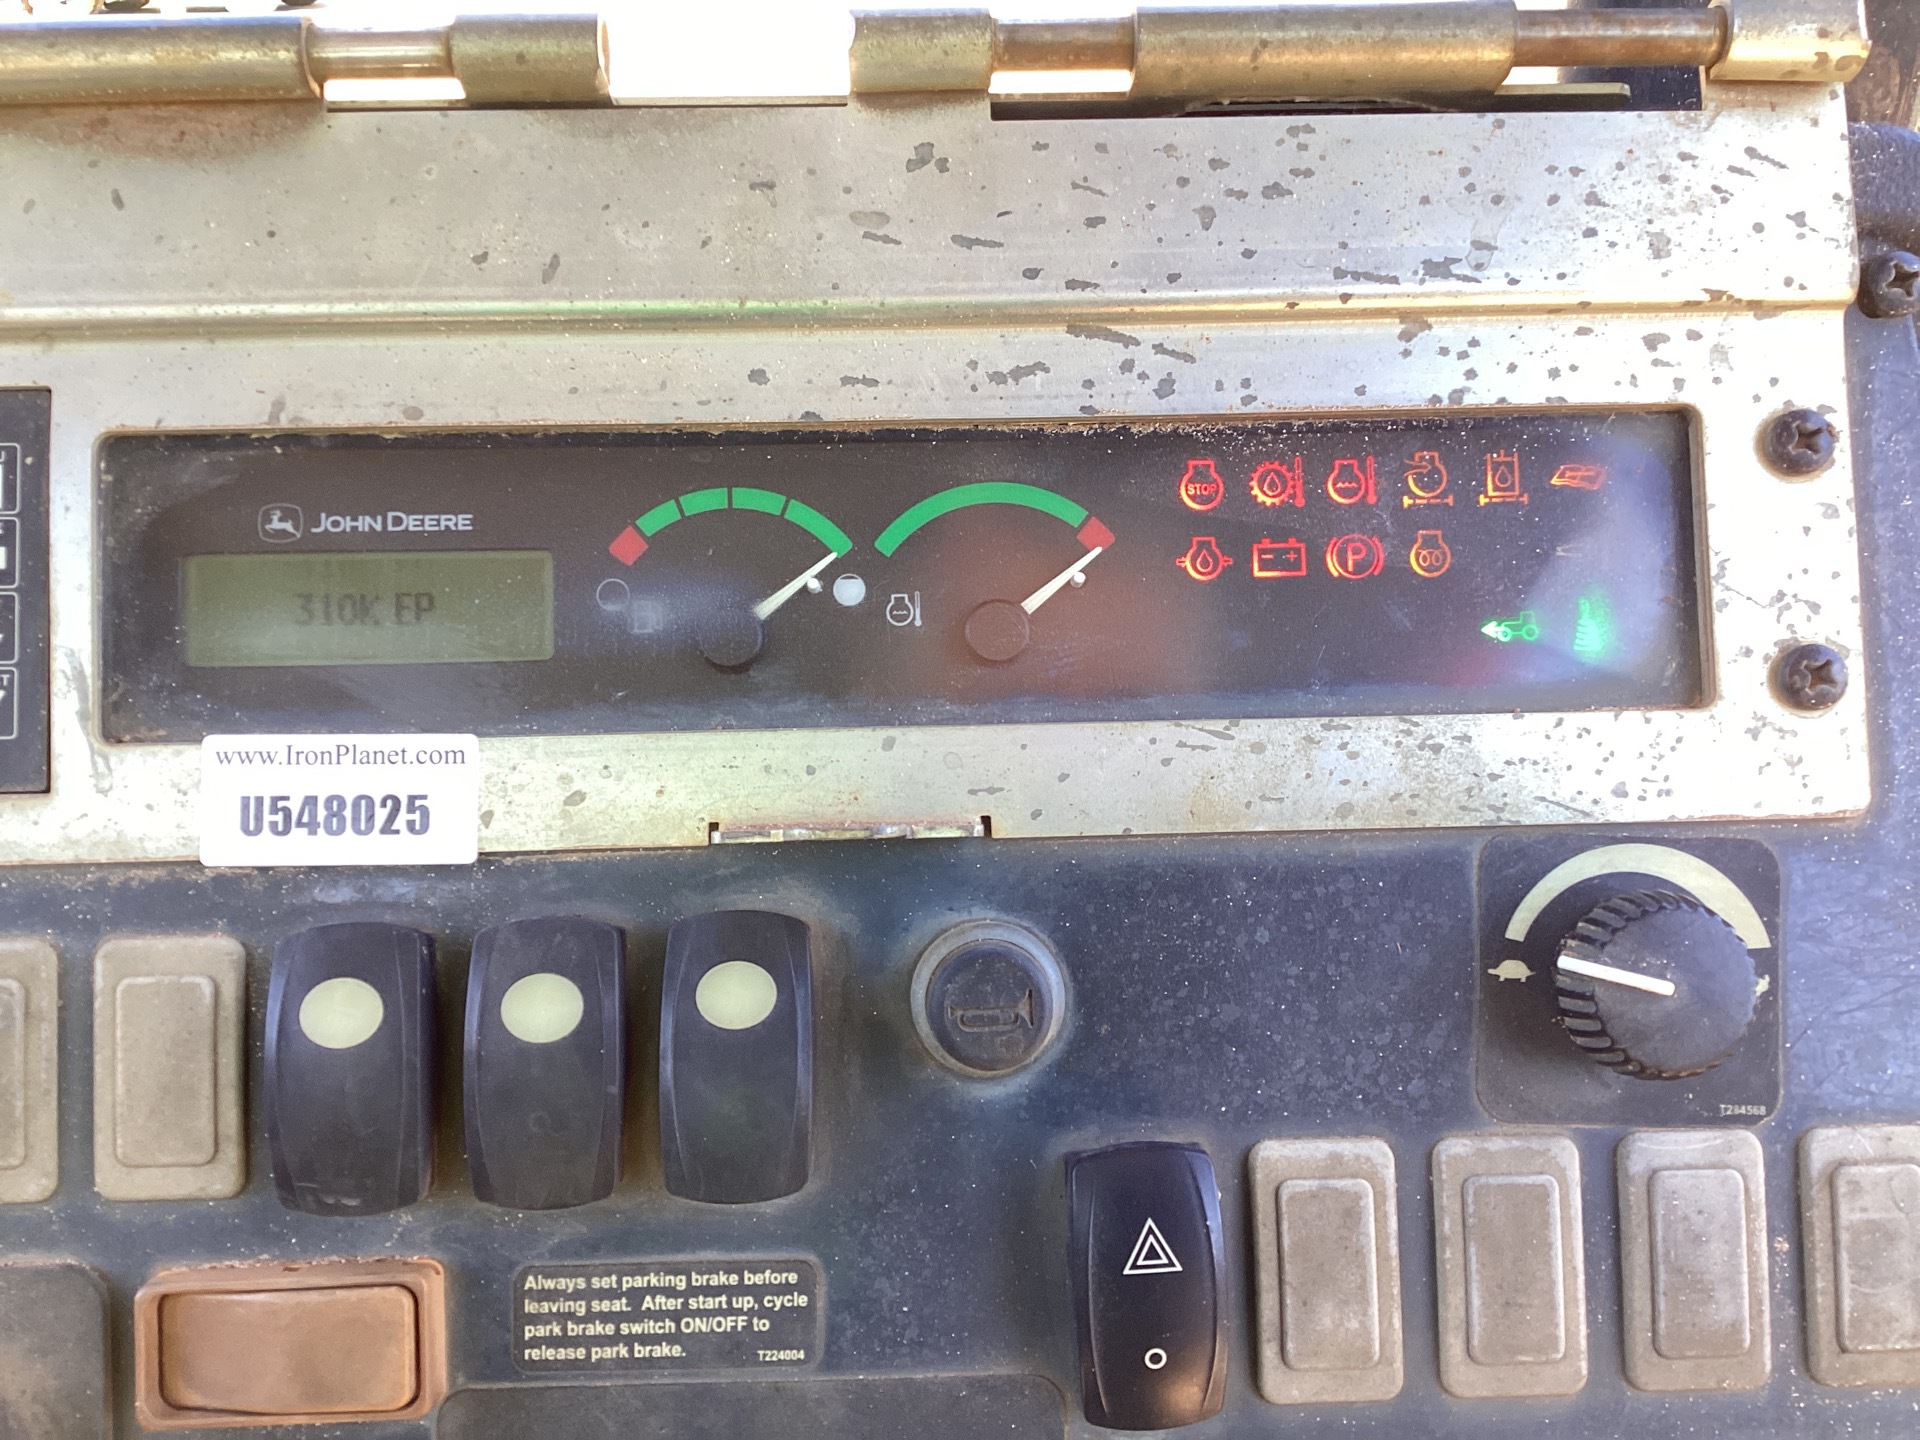 JOHN DEERE
310K EP
STOP
P
www.IronPlanet.com
U548025
T284568
Always set parking brake before
leaving seat. After start up, cycle
park brake switch ON/OFF to
release park brake.
T224004